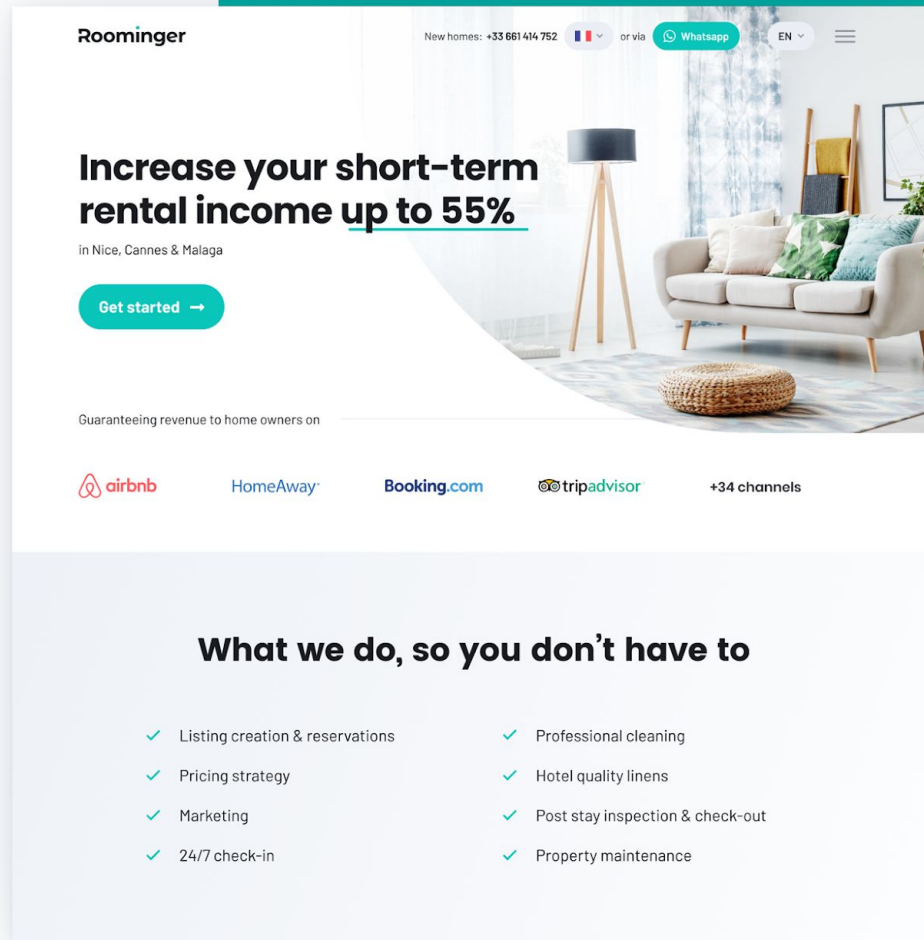 Roominger
New homes: +33 661 414 752 or via Whatsapp EN
Increase your short-term
rental income up to 55%
in Nice, Cannes & Malaga
Get started →
Guaranteeing revenue to home owners on
airbnb HomeAway Booking.com tripadvisor +34 channels
What we do, so you don't have to
Listing creation & reservations
Pricing strategy
Marketing
24/7 check-in
Professional cleaning
Hotel quality linens
Post stay inspection & check-out
Property maintenance